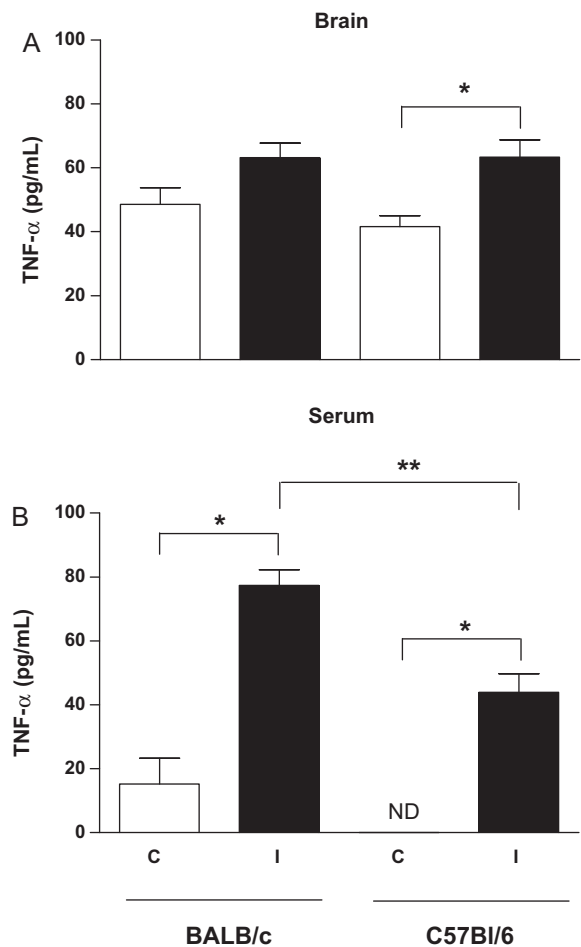 Brain
A
100
*
80
60
40
20
0
TNF-α (pg/mL)
Serum
**
B
100
*
80
60
*
40
20
ND
0
TNF-α (pg/mL)
C I C I
BALB/c C57Bl/6